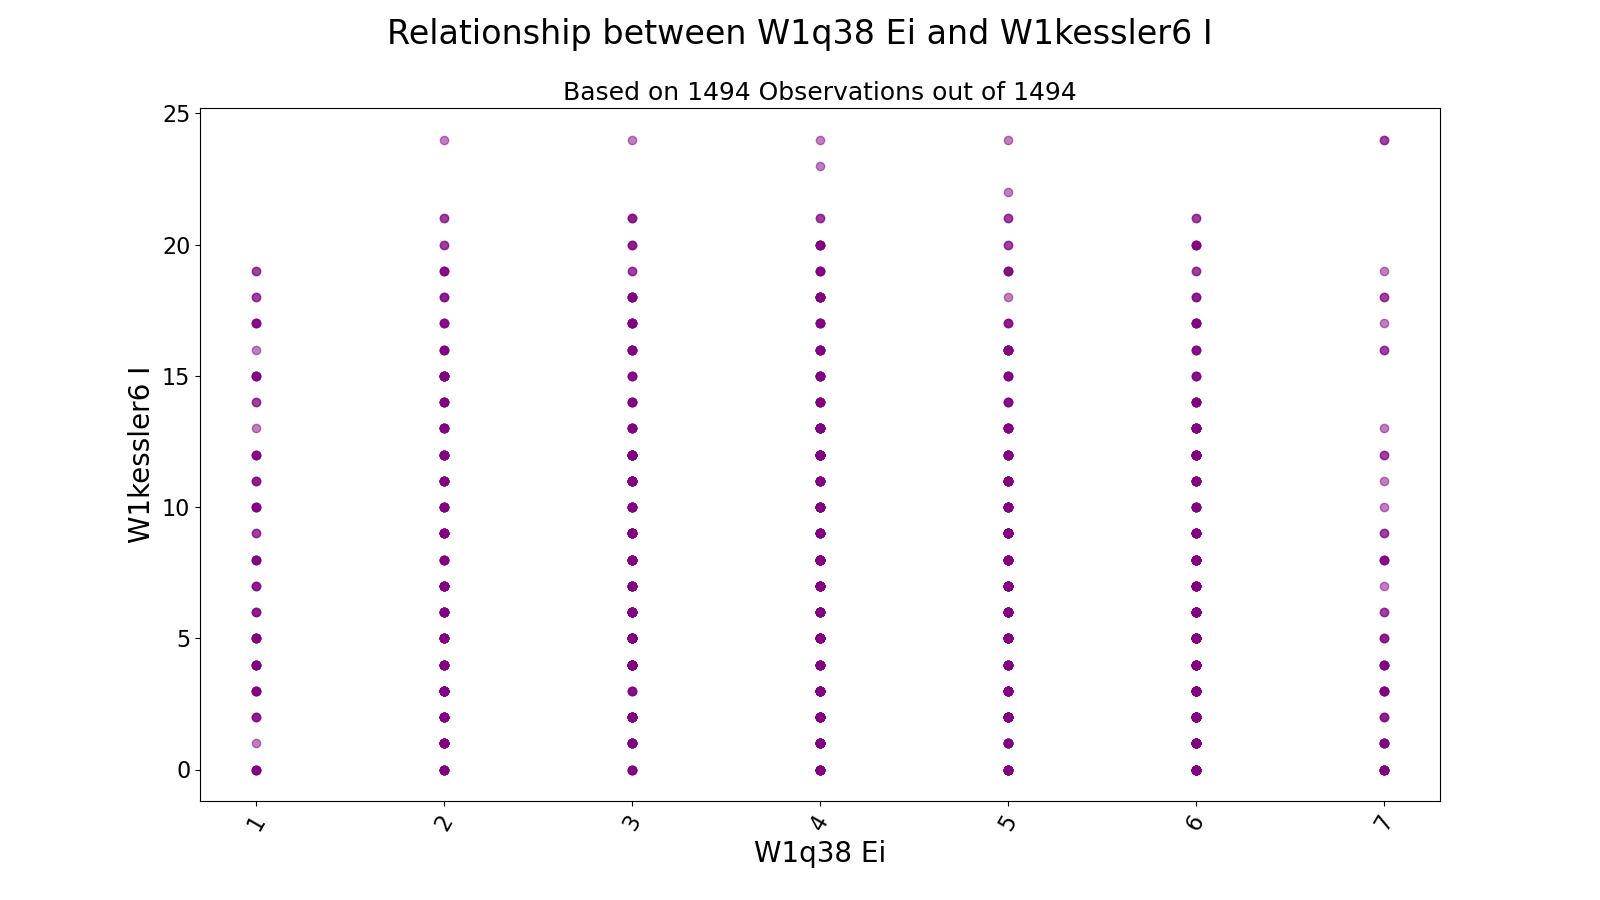 Relationship between W1q38 Ei and W1kessler6 I
Based on 1494 Observations out of 1494
25
20
15
10
5
0
W1kessler6 I
1 2 3 4 5 6 7
W1q38 Ei